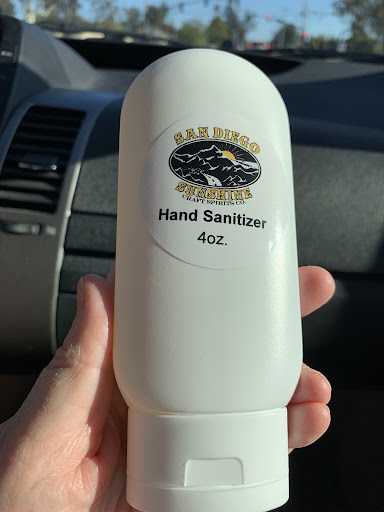 SAN DIEGO
SUNSHINE
CRAFT SPIRITS CO.
Hand Sanitizer
4oz.